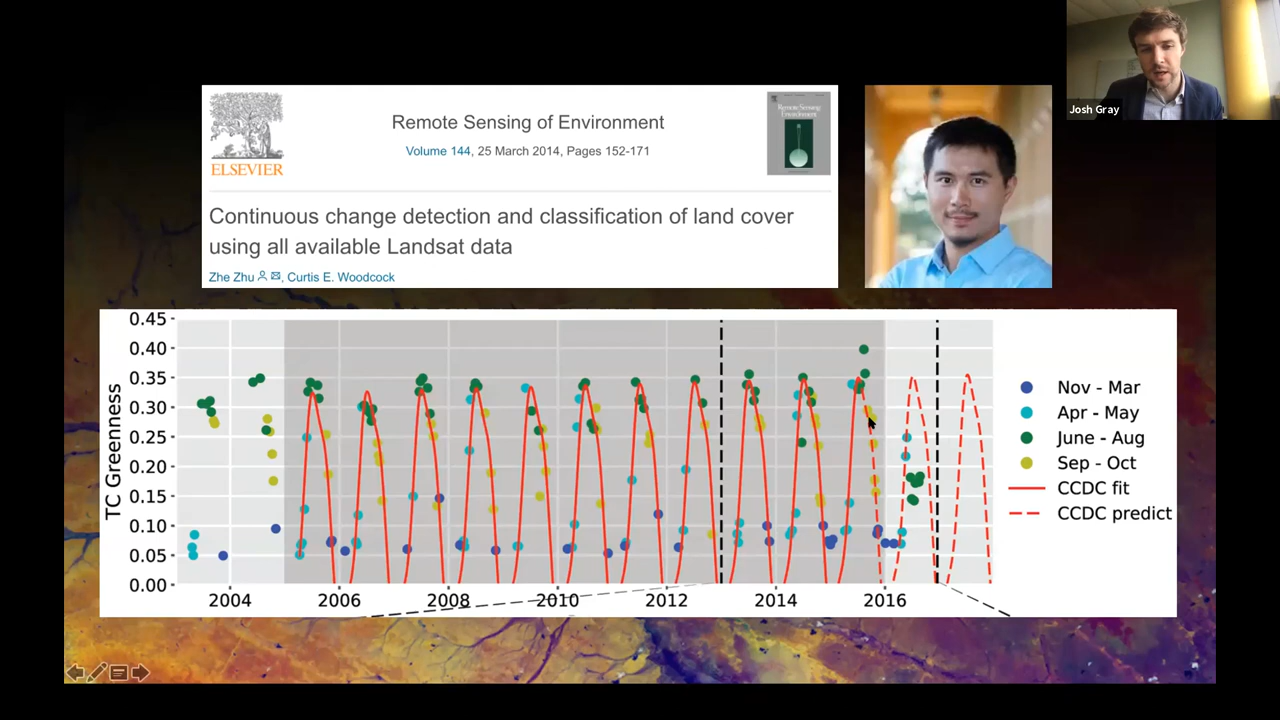 Josh Gray
ELSEVIER
Remote Sensing of Environment
Volume 144, 25 March 2014, Pages 152-171
Remote Sensing
Environment
Continuous change detection and classification of land cover
using all available Landsat data
Zhe Zhu, Curtis E. Woodcock
TC Greenness
0.45
0.40
0.35
0.30
0.25
0.20
0.15
0.10
0.05
0.00
2004 2006 2008 2010 2012 2014 2016
Nov - Mar
Apr - May
June - Aug
Sep - Oct
CCDC fit
CCDC predict